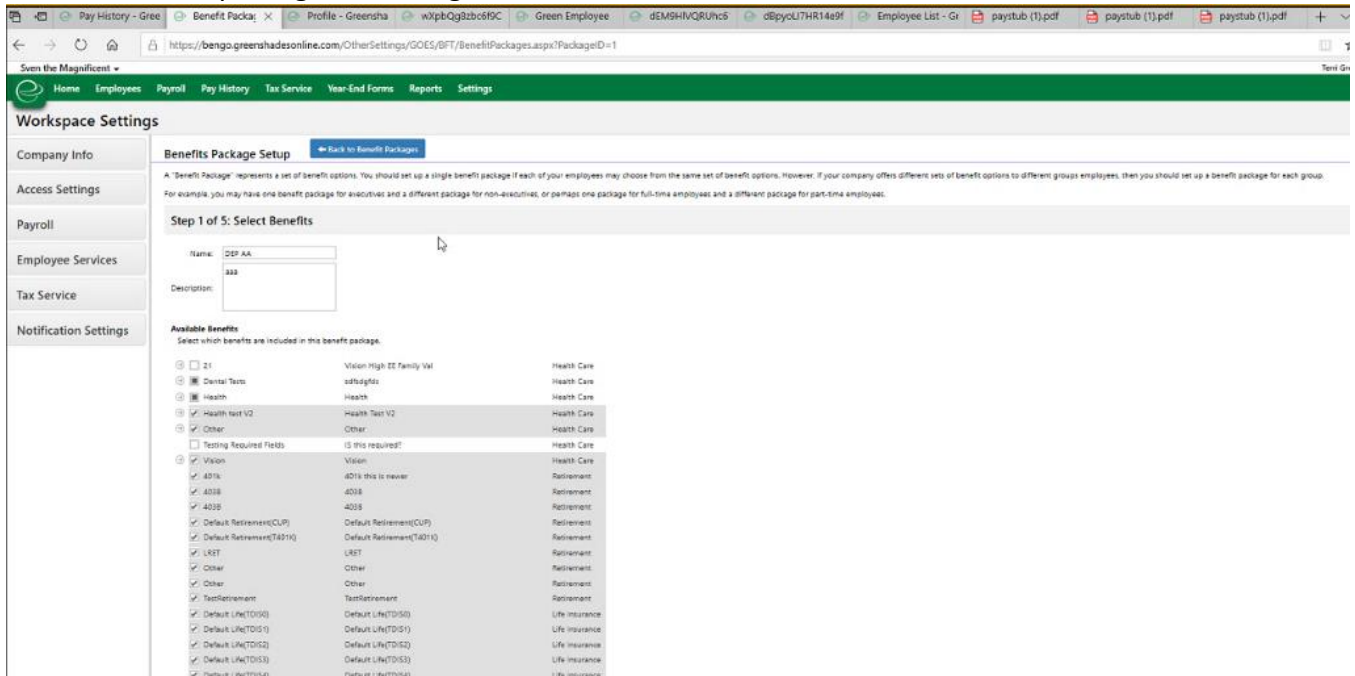 Pay History - Gree
Benefit Packag
Profile - Greensha
wXpbQg8zbc6f9C
Green Employee
dEM9HIVQRUhc6
dBpyoLI7HR14e9f
Employee List - Gr
paystub (1).pdf
paystub (1).pdf
paystub (1).pdf
https://bengo.greenshadesonline.com/OtherSettings/GOES/BFT/BenefitPackages.aspx?PackageID=1
Sven the Magnificent
Home Employees Payroll Pay History Tax Service Year-End Forms Reports Settings
Workspace Settings
Company Info
Access Settings
Payroll
Employee Services
Tax Service
Notification Settings
Benefits Package Setup
Back to Benefit Packages
A "Benefit Package" represents a set of benefit options. You should set up a single benefit package if each of your employees may choose from the same set of benefit options. However, if your company offers different sets of benefit options to different groups employees, then you should set up a benefit package for each group.
For example, you may have one benefit package for executives and a different package for non-executives, or perhaps one package for full-time employees and a different package for part-time employees.
Step 1 of 5: Select Benefits
Name: DEP AA
Description: aaa
Available Benefits
Select which benefits are included in this benefit package.
21 Vision High EE Family Val Health Care
Dental Tests sdfsdgfds Health Care
Health Health Health Care
Health test V2 Health Test V2 Health Care
Other Other Health Care
Testing Required Fields IS this required? Health Care
Vision Vision Health Care
401k 401k this is newer Retirement
403B 403B Retirement
403B 403B Retirement
Default Retirement(CUP) Default Retirement(CUP) Retirement
Default Retirement(T401K) Default Retirement(T401K) Retirement
LRET LRET Retirement
Other Other Retirement
Other Other Retirement
TestRetirement TestRetirement Retirement
Default Life(TDIS0) Default Life(TDIS0) Life Insurance
Default Life(TDIS1) Default Life(TDIS1) Life Insurance
Default Life(TDIS2) Default Life(TDIS2) Life Insurance
Default Life(TDIS3) Default Life(TDIS3) Life Insurance
Default Life(TDIS4) Default Life(TDIS4) Life Insurance